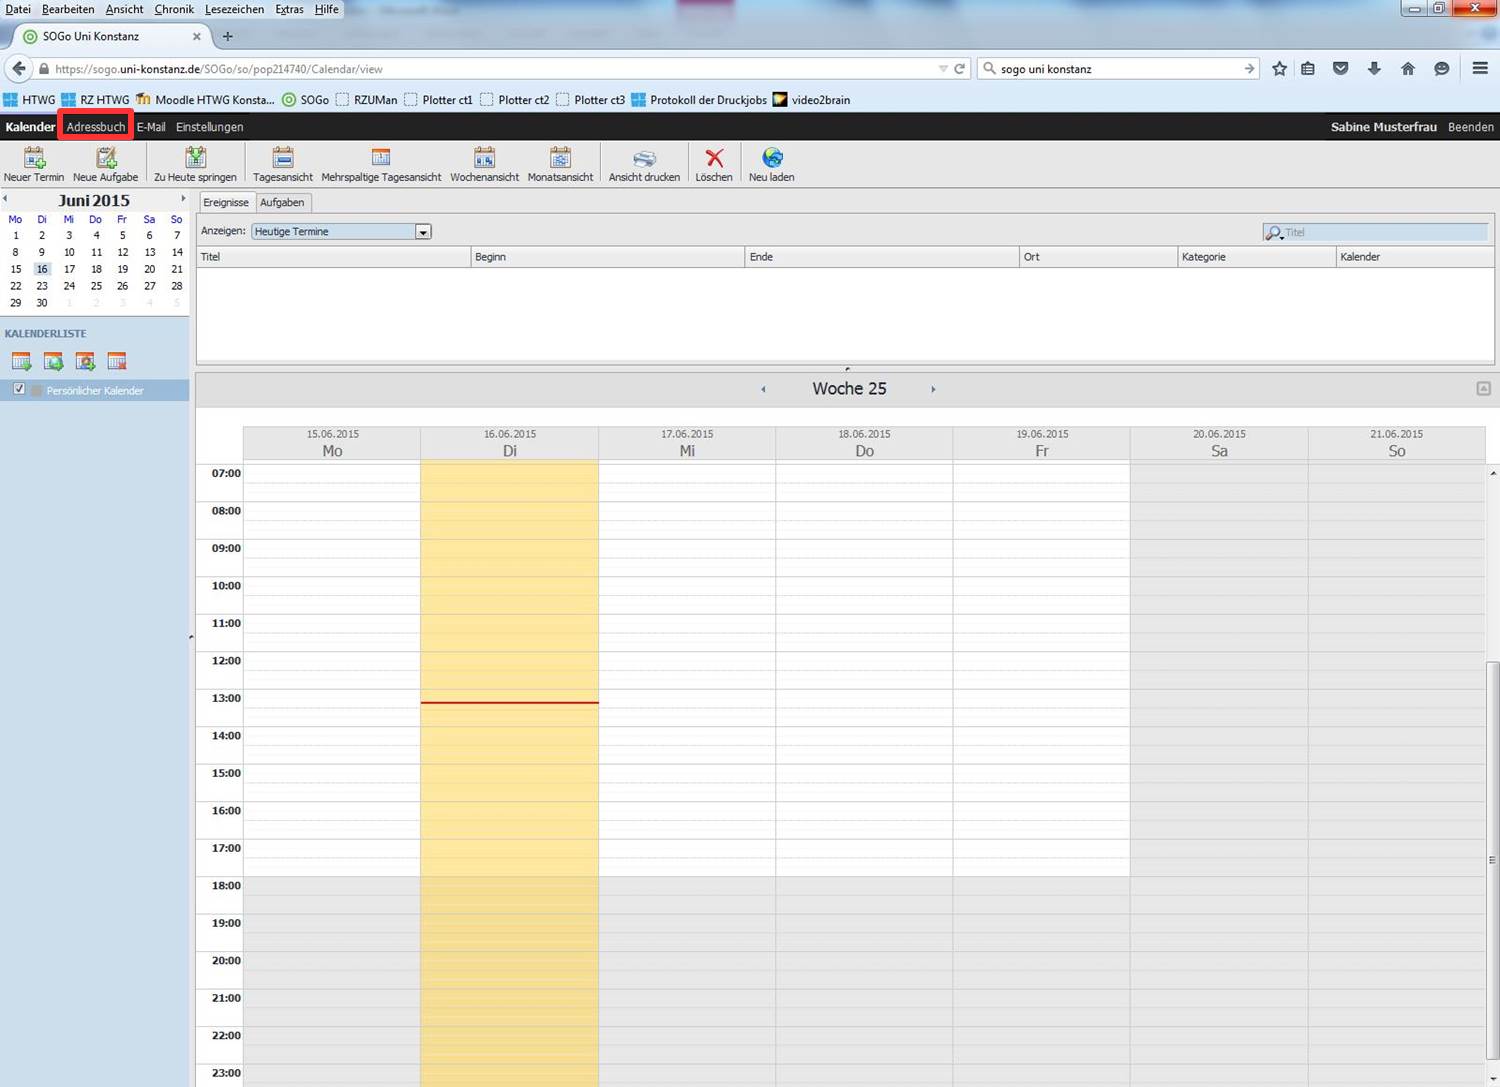 Datei Bearbeiten Ansicht Chronik Lesezeichen Extras Hilfe
SOGo Uni Konstanz
https://sogo.uni-konstanz.de/SOGo/so/pop214740/Calendar/view
sogo uni konstanz
HTWG RZ HTWG Moodle HTWG Konsta... SOGo RZUMan Plotter ct1 Plotter ct2 Plotter ct3 Protokoll der Druckjobs video2brain
Kalender Adressbuch E-Mail Einstellungen Sabine Musterfrau Beenden
Neuer Termin Neue Aufgabe Zu Heute springen Tagesansicht Mehrspaltige Tagesansicht Wochenansicht Monatsansicht Ansicht drucken Löschen Neu laden
Juni 2015
Mo Di Mi Do Fr Sa So
1 2 3 4 5 6 7
8 9 10 11 12 13 14
15 16 17 18 19 20 21
22 23 24 25 26 27 28
29 30 1 2 3 4 5
KALENDERLISTE
Persönlicher Kalender
Ereignisse Aufgaben
Anzeigen: Heutige Termine Titel
Titel Beginn Ende Ort Kategorie Kalender
Woche 25
15.06.2015 16.06.2015 17.06.2015 18.06.2015 19.06.2015 20.06.2015 21.06.2015
Mo Di Mi Do Fr Sa So
07:00
08:00
09:00
10:00
11:00
12:00
13:00
14:00
15:00
16:00
17:00
18:00
19:00
20:00
21:00
22:00
23:00